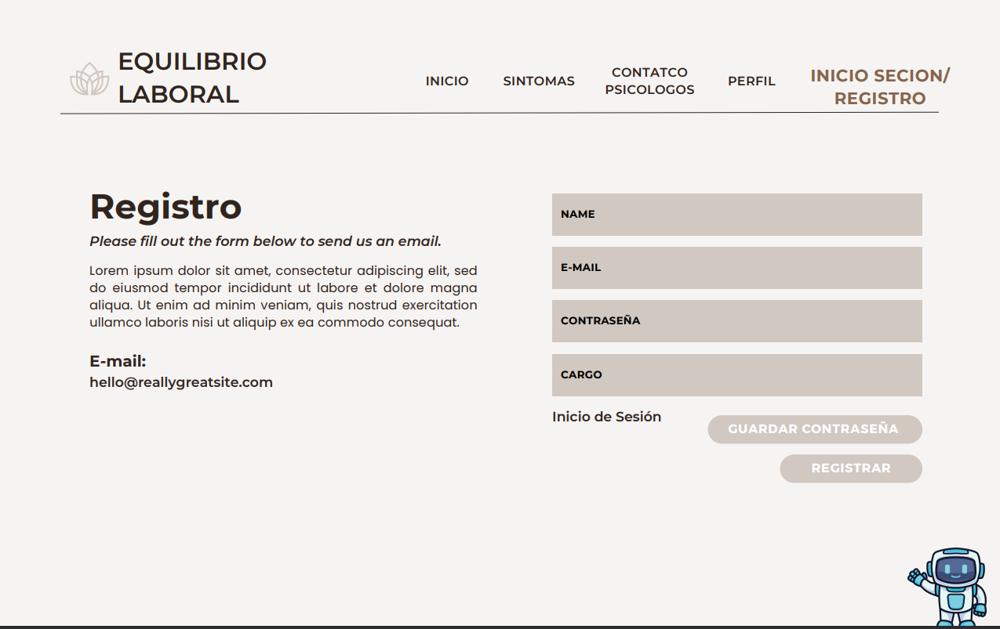 EQUILIBRIO
LABORAL
INICIO
SINTOMAS
CONTATCO
PSICOLOGOS
PERFIL
INICIO SECION/
REGISTRO
Registro
Please fill out the form below to send us an email.
Lorem ipsum dolor sit amet, consectetur adipiscing elit, sed
do eiusmod tempor incididunt ut labore et dolore magna
aliqua. Ut enim ad minim veniam, quis nostrud exercitation
ullamco laboris nisi ut aliquip ex ea commodo consequat.
E-mail:
hello@reallygreatsite.com
NAME
E-MAIL
CONTRASEÑA
CARGO
Inicio de Sesión
GUARDAR CONTRASEÑA
REGISTRAR